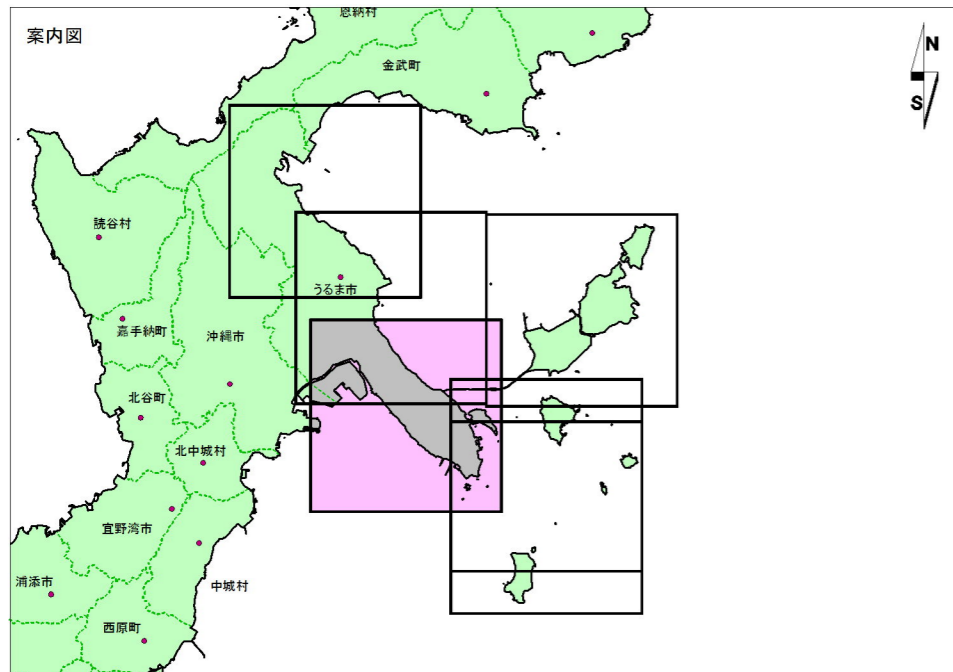 恩納村
案内図
N
金武町
S
読谷村
うるま市
嘉手納町
沖縄市
北谷町
北中城村
宜野湾市
浦添市
中城村
西原町